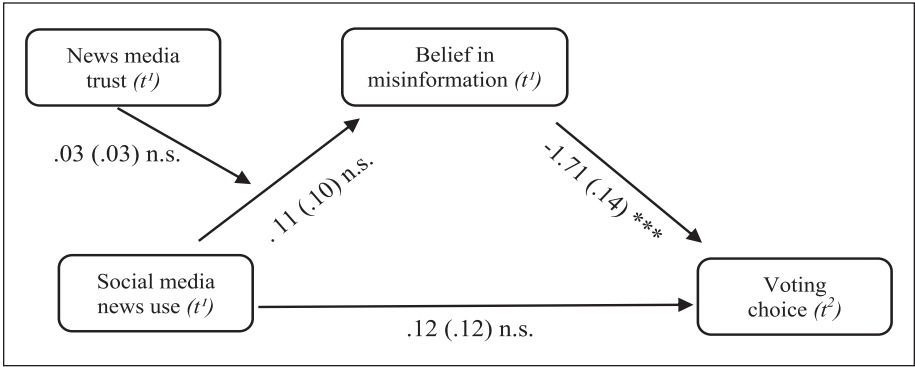 News media
trust (t¹)
Belief in
misinformation (t¹)
.03 (.03) n.s.
.11 (.10) n.s.
-1.71 (.14) ***
Social media
news use (t¹)
Voting
choice (t²)
.12 (.12) n.s.